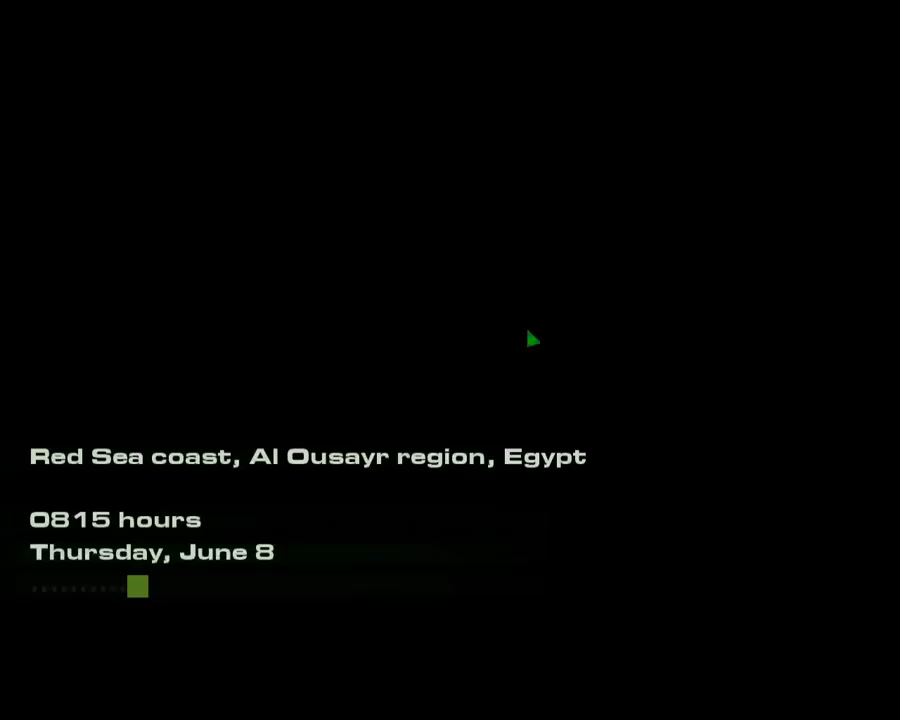 Red Sea coast, Al Ousayr region, Egypt
0815 hours
Thursday, June 8